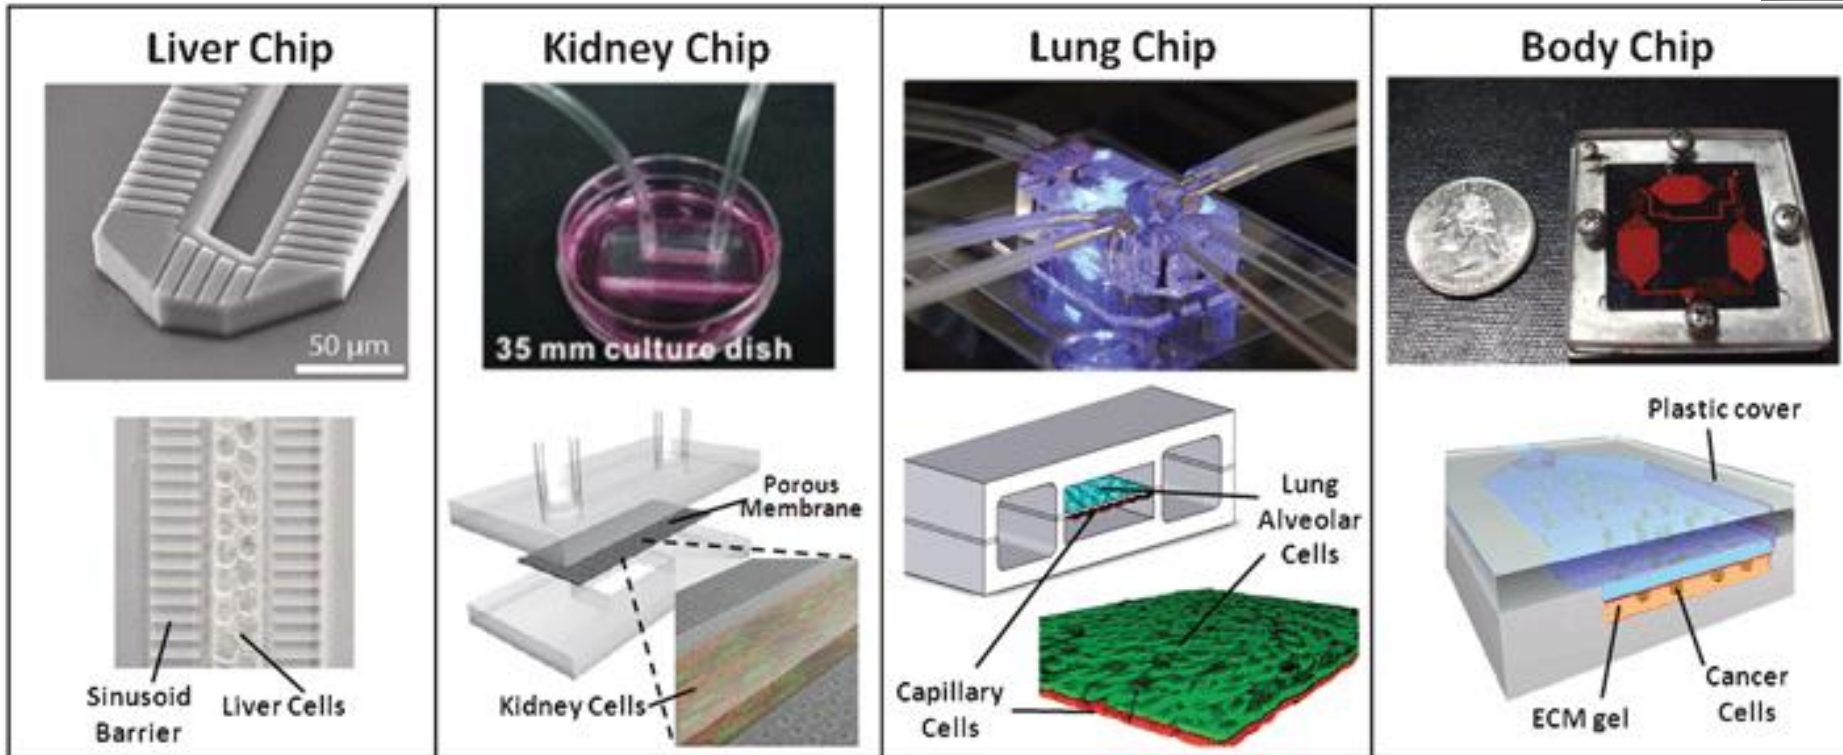 Liver Chip
50 µm
Sinusoid
Barrier
Liver Cells
Kidney Chip
35 mm culture dish
Porous
Membrane
Kidney Cells
Lung Chip
Lung
Alveolar
Cells
Capillary
Cells
Body Chip
Plastic cover
ECM gel
Cancer
Cells